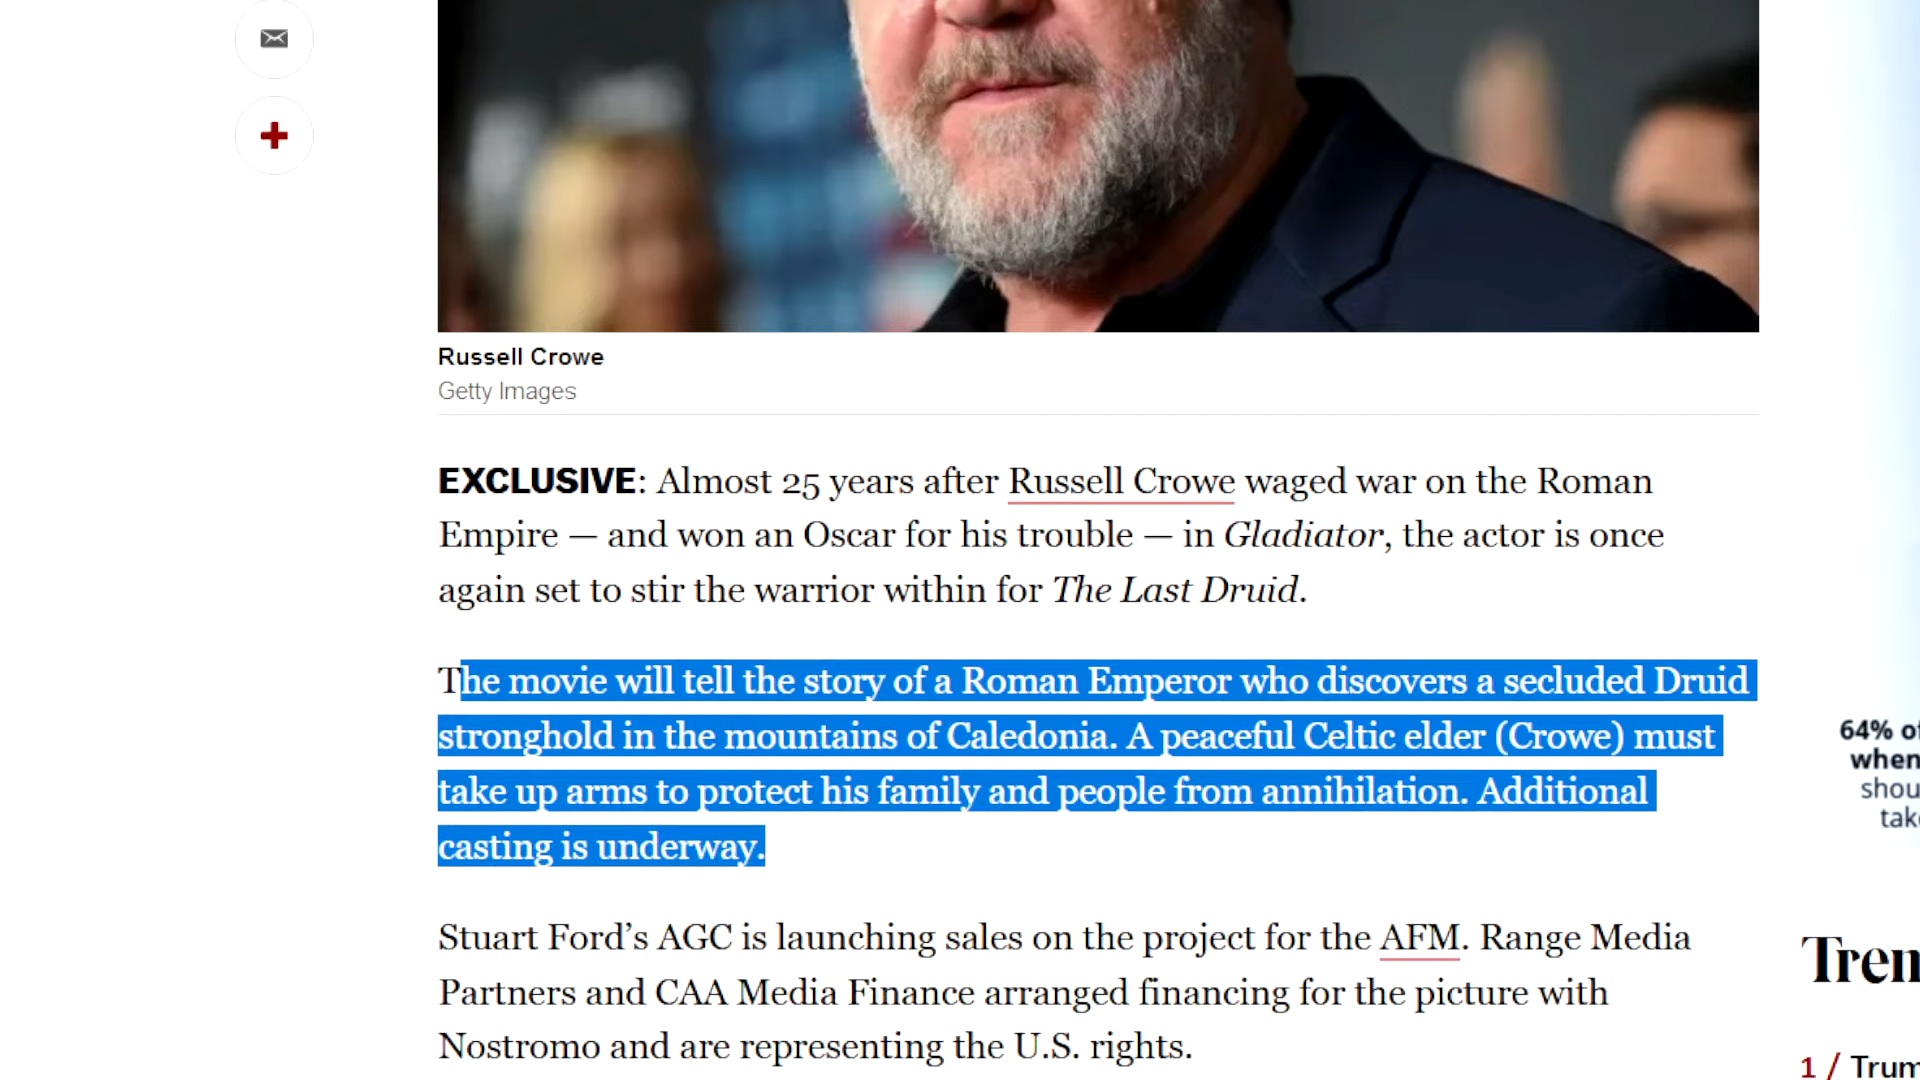 Russell Crowe
Getty Images
EXCLUSIVE: Almost 25 years after Russell Crowe waged war on the Roman
Empire — and won an Oscar for his trouble — in Gladiator, the actor is once
again set to stir the warrior within for The Last Druid.
The movie will tell the story of a Roman Emperor who discovers a secluded Druid
stronghold in the mountains of Caledonia. A peaceful Celtic elder (Crowe) must
take up arms to protect his family and people from annihilation. Additional
casting is underway.
Stuart Ford’s AGC is launching sales on the project for the AFM. Range Media
Partners and CAA Media Finance arranged financing for the picture with
Nostromo and are representing the U.S. rights.
64%
when
1 /